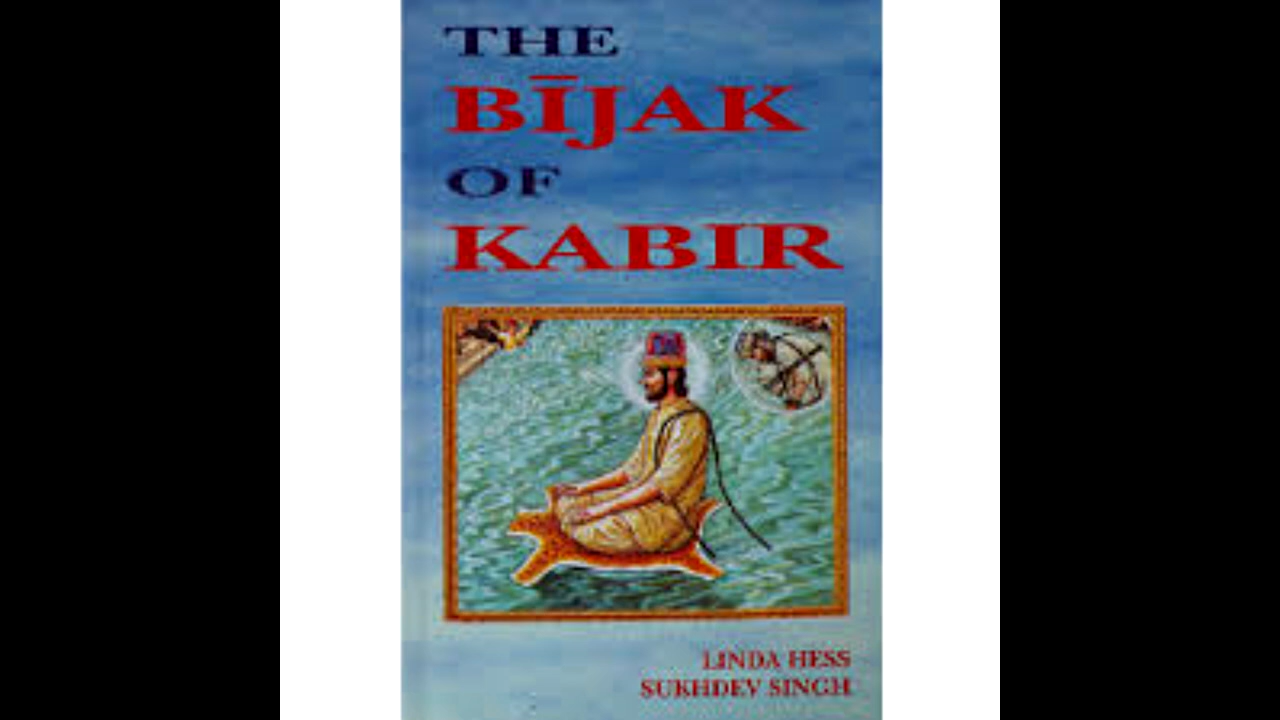 THE
BĪJAK
OF
KABIR
LINDA HESS
SUKHDEV SINGH